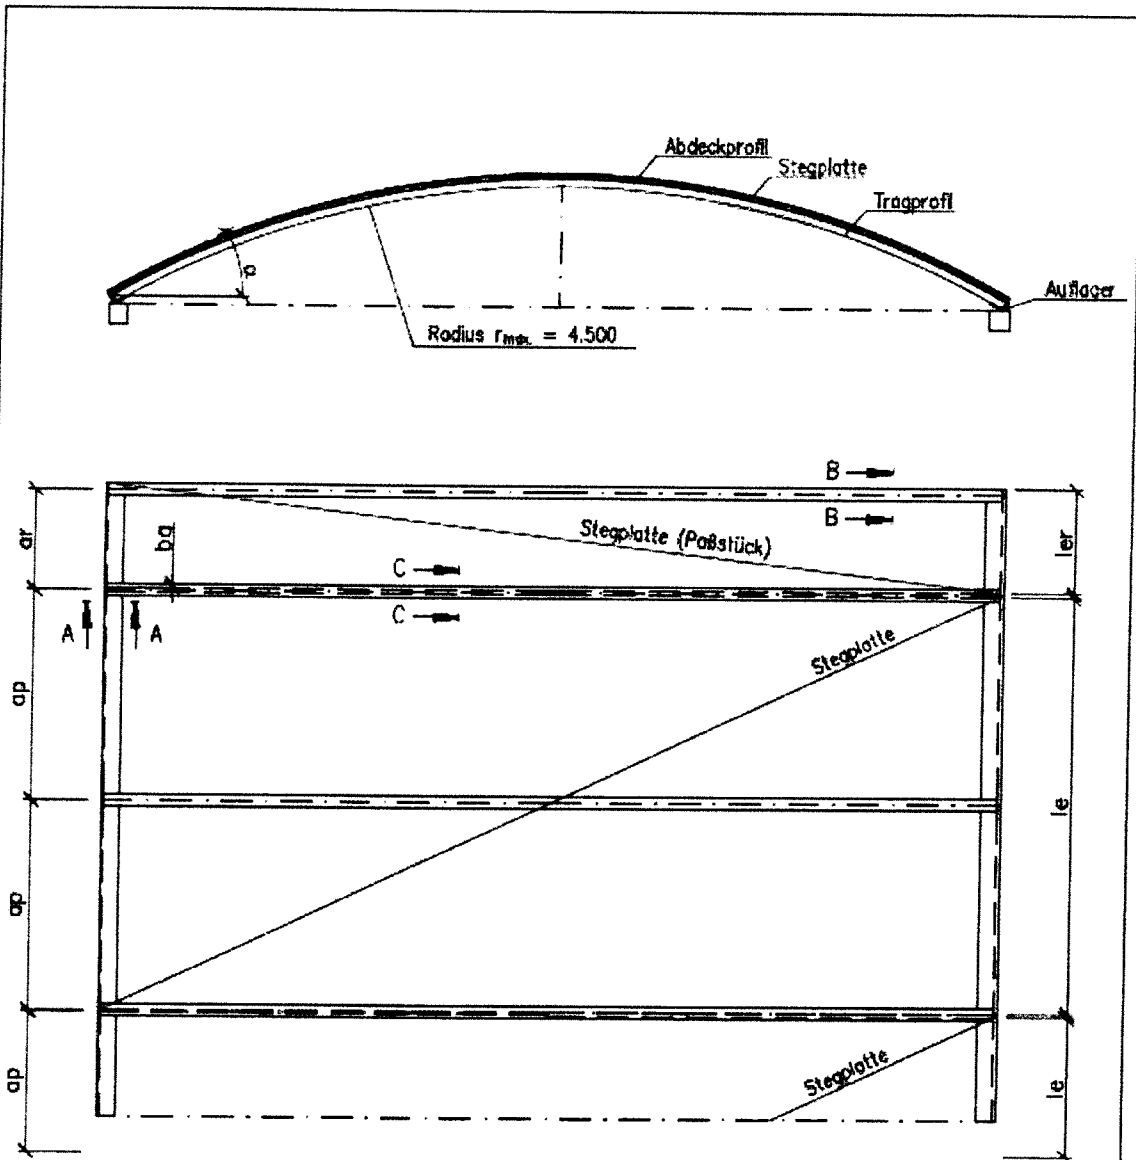 Abdeckprofil
Stegplatte
Tragprofil
α
Auflager
Radius rmax. = 4.500
B
B
ar
ba
Stegplatte (Paßstück)
ler
C
C
A
A
Stegplatte
ap
le
ap
Stegplatte
ap
le